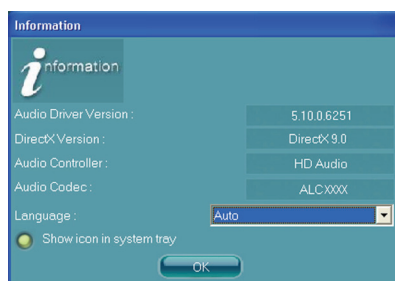 Information
information
Audio Driver Version :
5.10.0.6251
DirectX Version :
DirectX 9.0
Audio Controller :
HD Audio
Audio Codec :
ALCXXXX
Language :
Auto
Show icon in system tray
OK